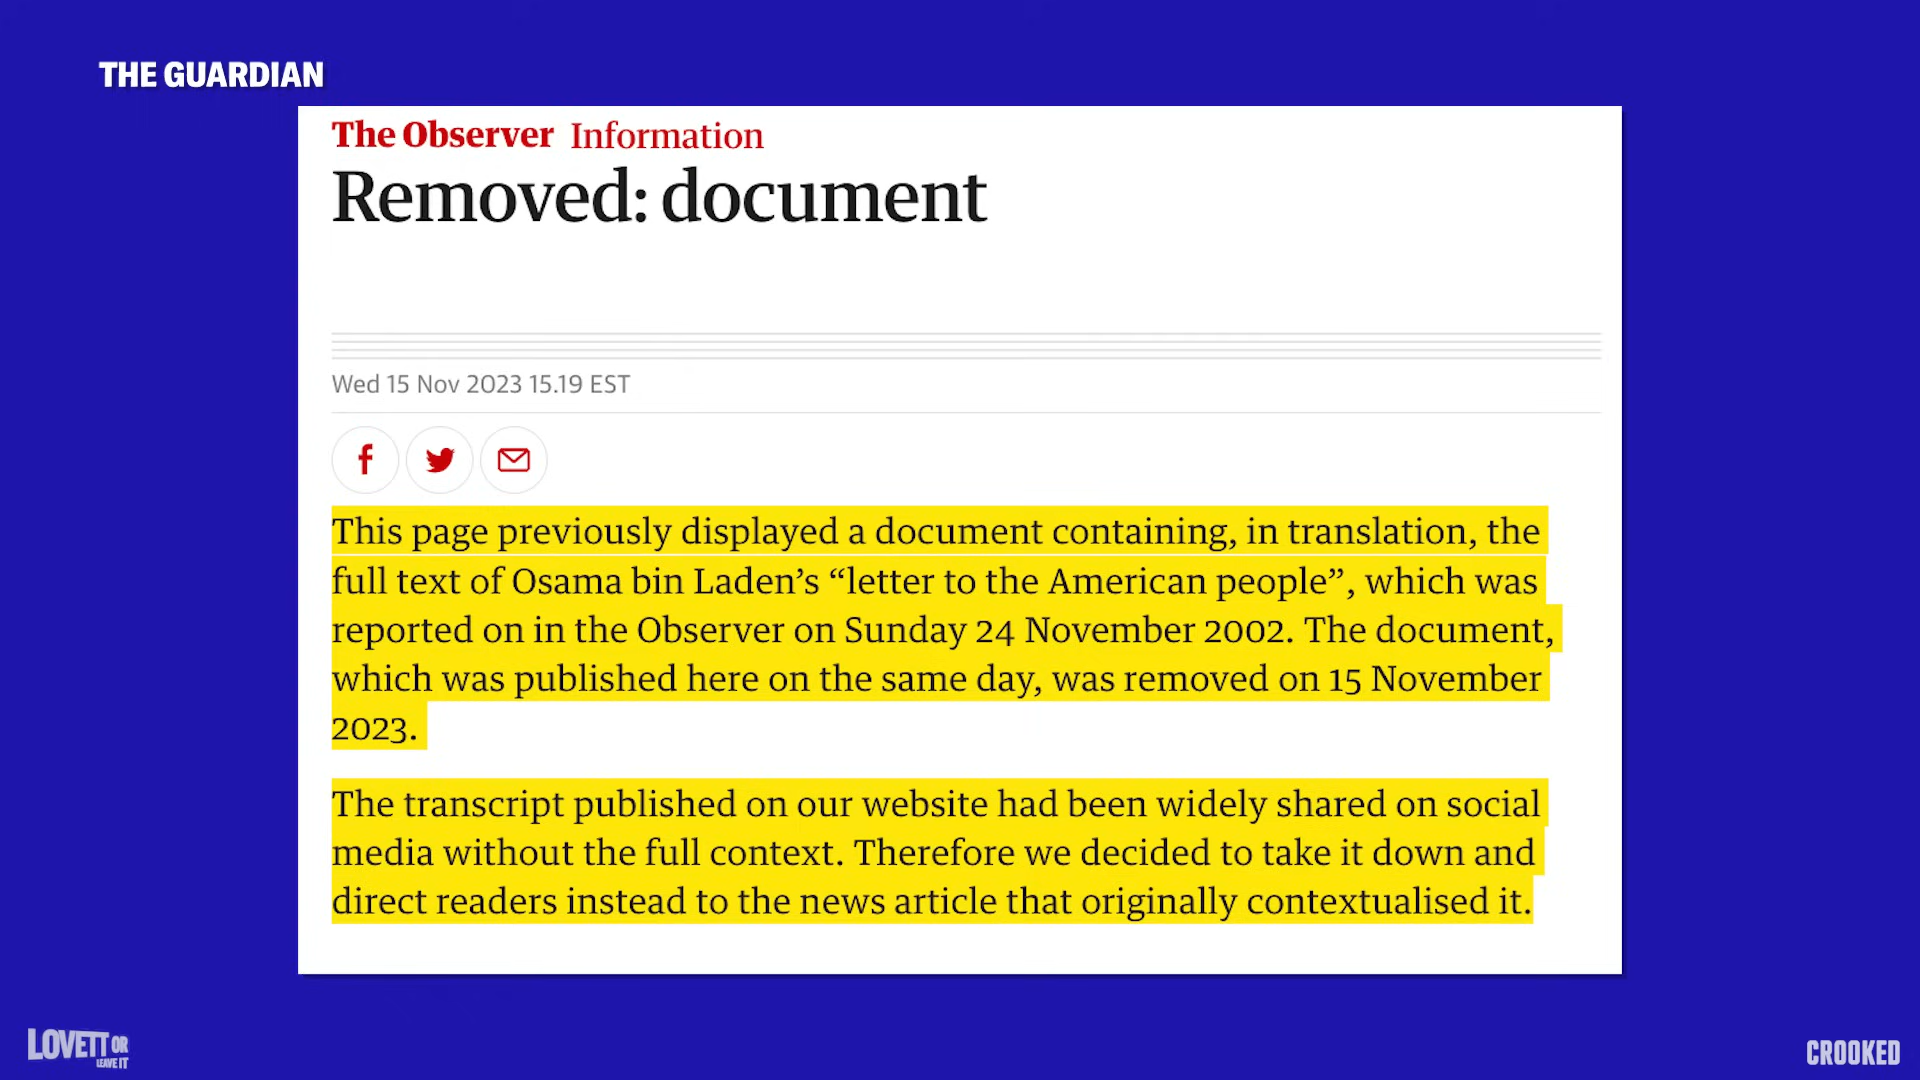 THE GUARDIAN
The Observer Information
Removed: document
Wed 15 Nov 2023 15.19 EST
This page previously displayed a document containing, in translation, the
full text of Osama bin Laden’s “letter to the American people”, which was
reported on in the Observer on Sunday 24 November 2002. The document,
which was published here on the same day, was removed on 15 November
2023.
The transcript published on our website had been widely shared on social
media without the full context. Therefore we decided to take it down and
direct readers instead to the news article that originally contextualised it.
LOVETT OR
LEAVE IT
CROOKED